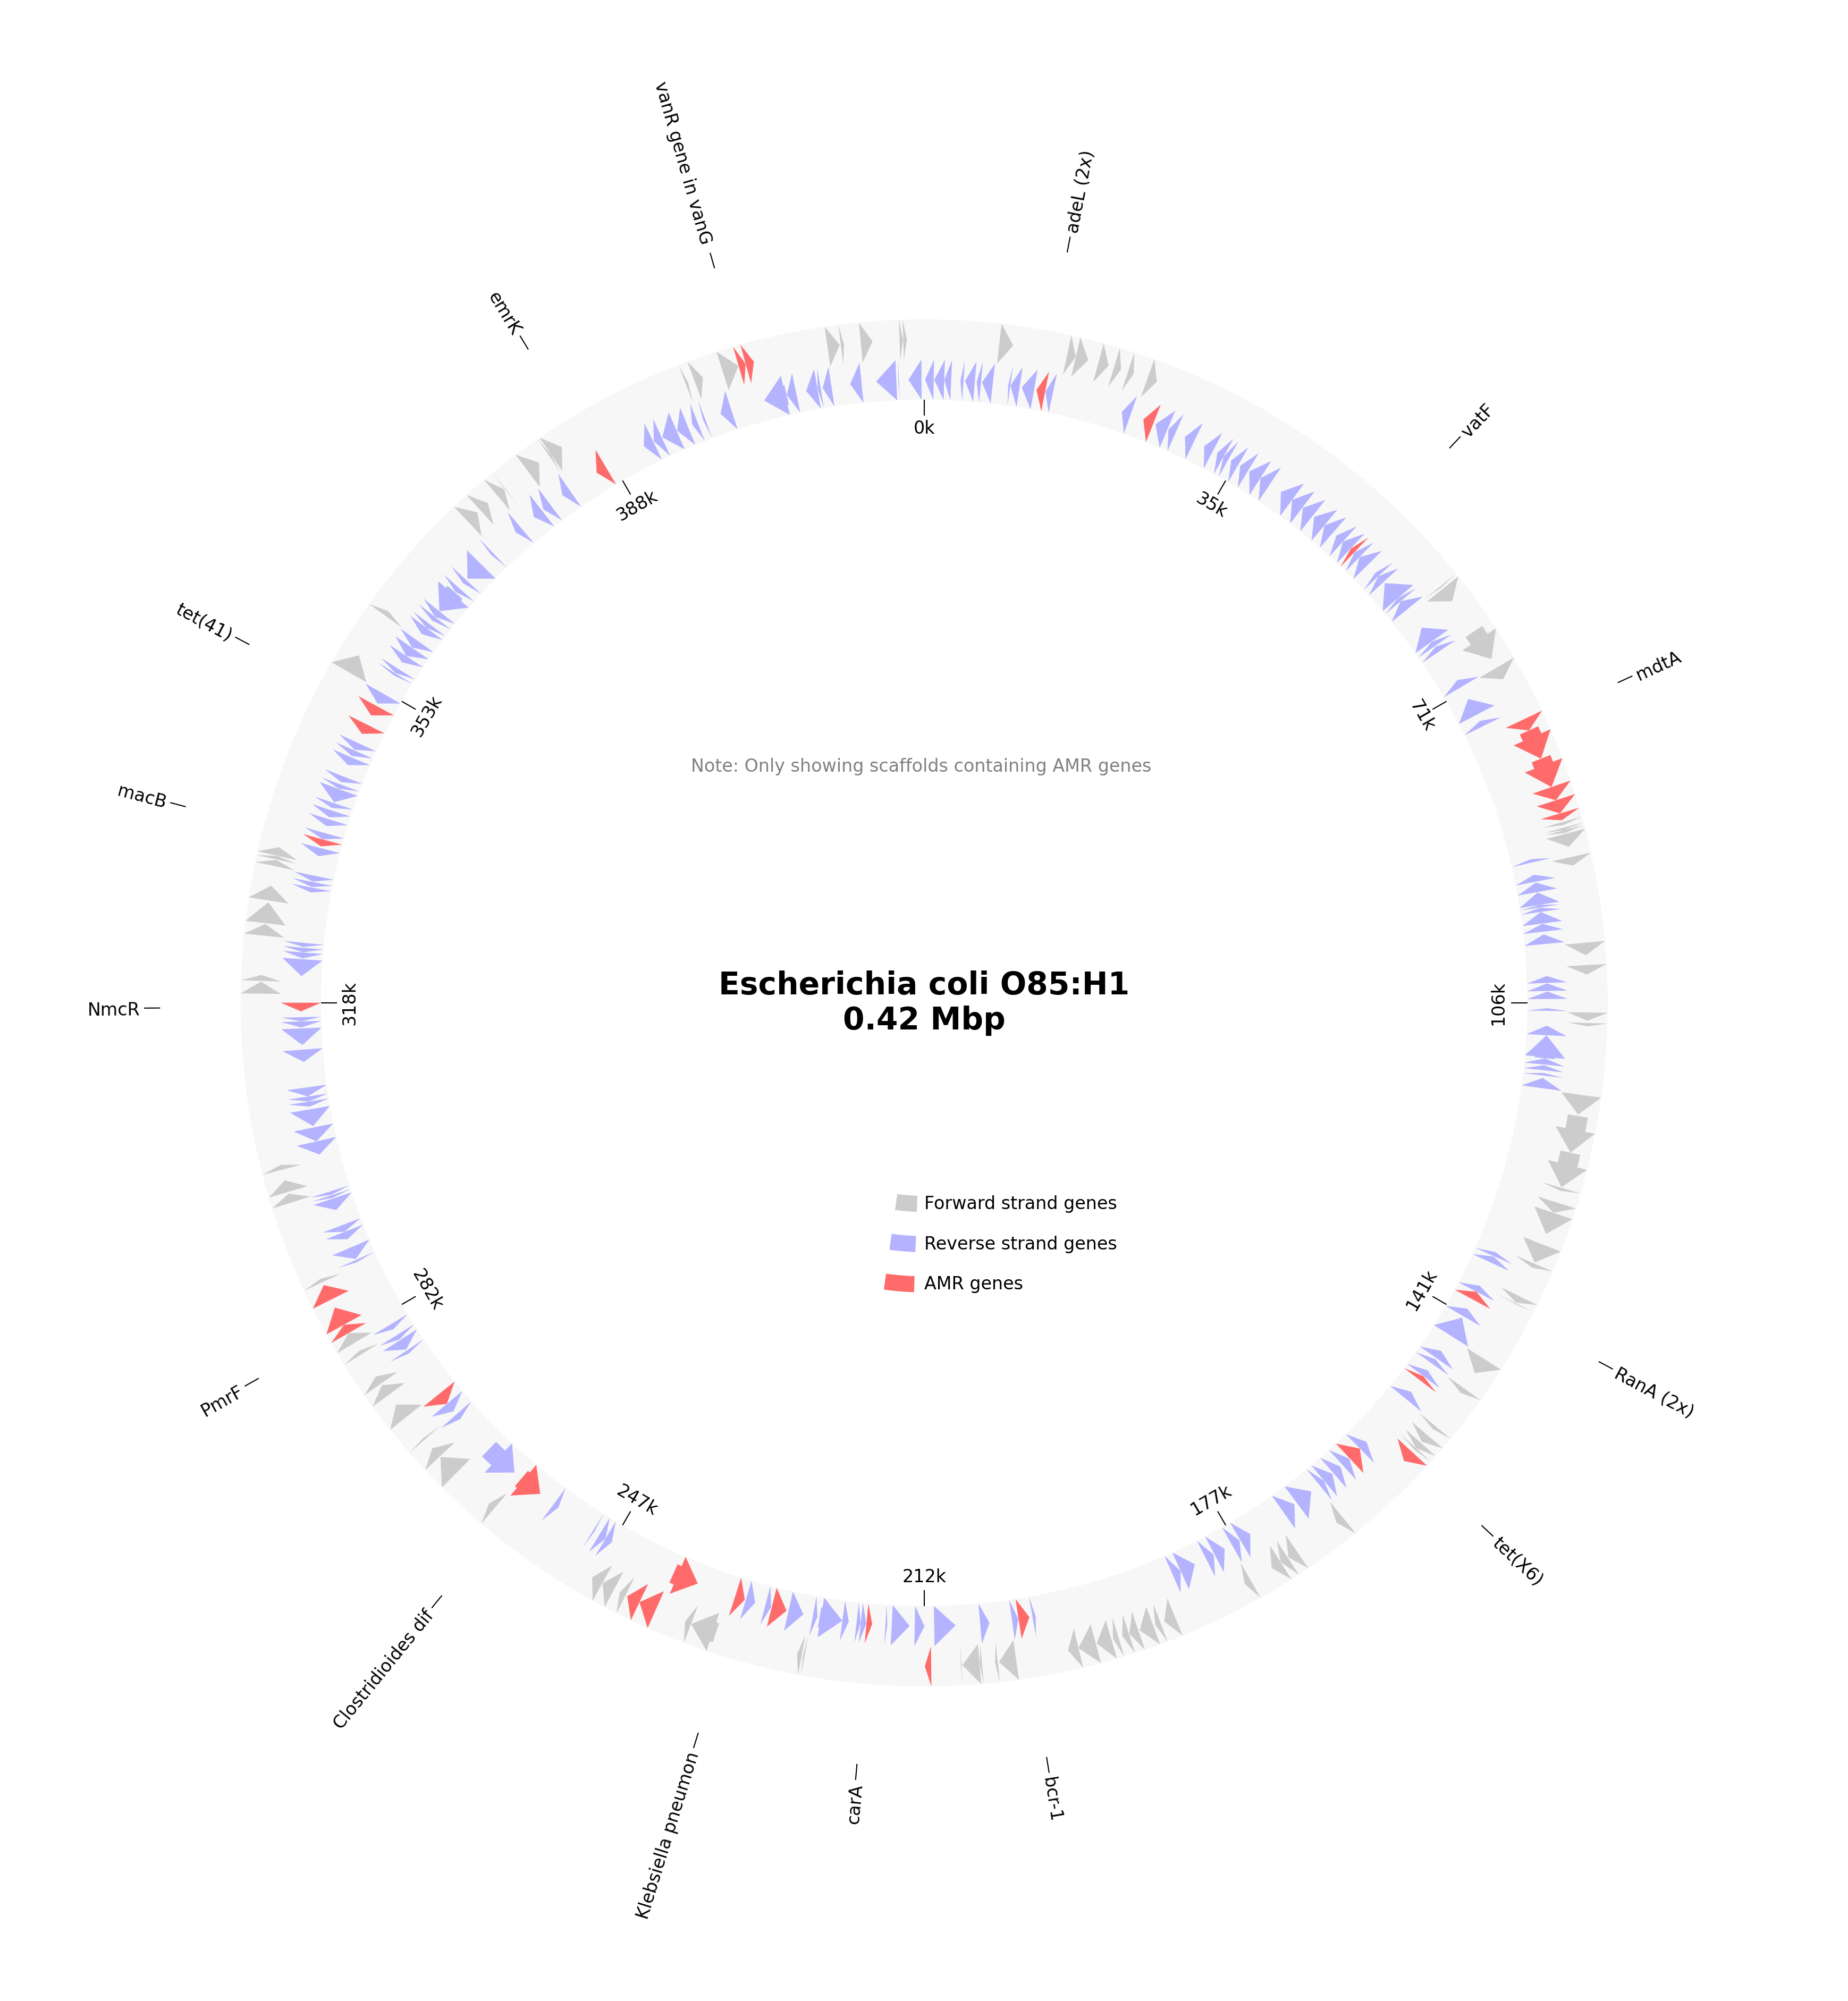 vanR gene in vanG
adeL (2x)
emrK
vatF
0k
388k
35k
tet(41)
mdtA
353k
71k
Note: Only showing scaffolds containing AMR genes
macB
Escherichia coli O85:H1
0.42 Mbp
NmcR
318k
106k
Forward strand genes
Reverse strand genes
AMR genes
282k
141k
PmrF
RanA (2x)
247k
177k
tet(X6)
212k
Clostridioides dif
Klebsiella pneumon
carA
bcr-1